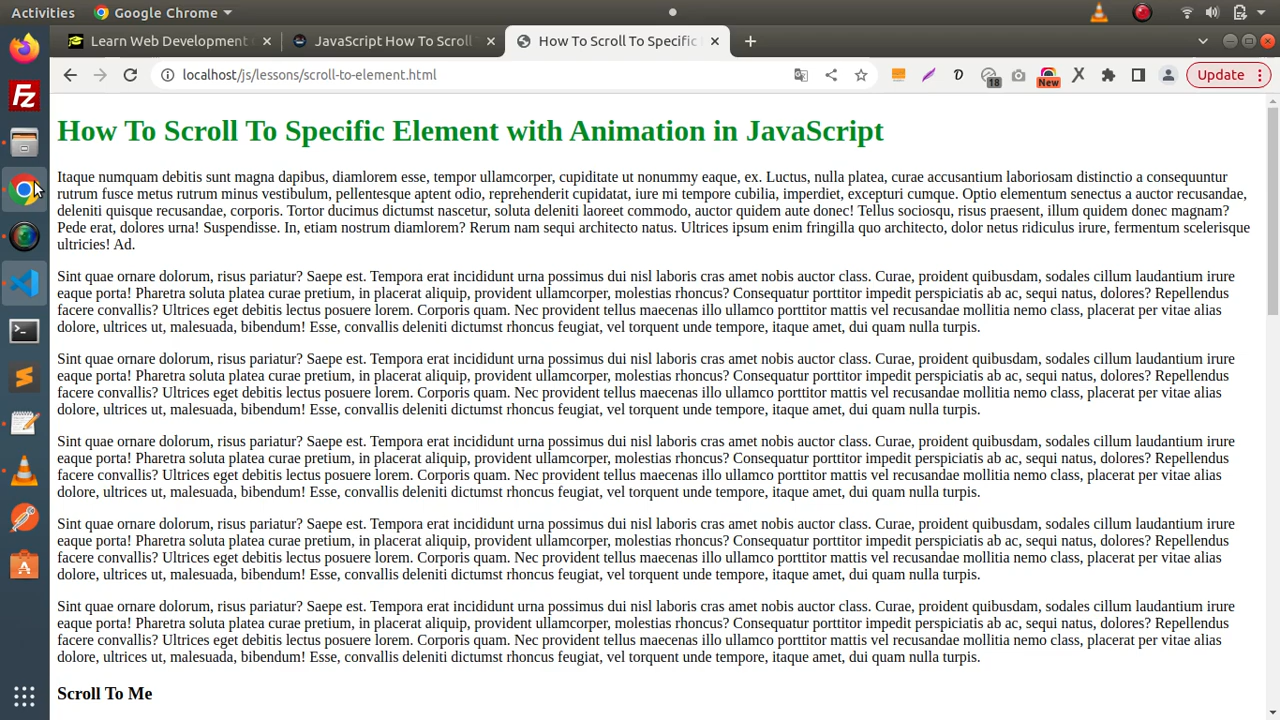 Activities
Google Chrome
Learn Web Development
JavaScript How To Scroll
How To Scroll To Specific
localhost/js/lessons/scroll-to-element.html
18
New
Update
How To Scroll To Specific Element with Animation in JavaScript
Itaque numquam debitis sunt magna dapibus, diamlorem esse, tempor ullamcorper, cupiditate ut nonummy eaque, ex. Luctus, nulla platea, curae accusantium laboriosam distinctio a consequuntur
rutrum fusce metus rutrum minus vestibulum, pellentesque aptent odio, reprehenderit cupidatat, iure mi tempore cubilia, imperdiet, excepturi cumque. Optio elementum senectus a auctor recusandae,
deleniti quisque recusandae, corporis. Tortor ducimus dictumst nascetur, soluta deleniti laoreet commodo, auctor quidem aute donec! Tellus sociosqu, risus praesent, illum quidem donec magnam?
Pede erat, dolores urna! Suspendisse. In, etiam nostrum diamlorem? Rerum nam sequi architecto natus. Ultrices ipsum enim fringilla quo architecto, dolor netus ridiculus irure, fermentum scelerisque
ultricies! Ad.
Sint quae ornare dolorum, risus pariatur? Saepe est. Tempora erat incididunt urna possimus dui nisl laboris cras amet nobis auctor class. Curae, proident quibusdam, sodales cillum laudantium irure
eaque porta! Pharetra soluta platea curae pretium, in placerat aliquip, provident ullamcorper, molestias rhoncus? Consequatur porttitor impedit perspiciatis ab ac, sequi natus, dolores? Repellendus
facere convallis? Ultrices eget debitis lectus posuere lorem. Corporis quam. Nec provident tellus maecenas illo ullamco porttitor mattis vel recusandae mollitia nemo class, placerat per vitae alias
dolore, ultrices ut, malesuada, bibendum! Esse, convallis deleniti dictumst rhoncus feugiat, vel torquent unde tempore, itaque amet, dui quam nulla turpis.
Sint quae ornare dolorum, risus pariatur? Saepe est. Tempora erat incididunt urna possimus dui nisl laboris cras amet nobis auctor class. Curae, proident quibusdam, sodales cillum laudantium irure
eaque porta! Pharetra soluta platea curae pretium, in placerat aliquip, provident ullamcorper, molestias rhoncus? Consequatur porttitor impedit perspiciatis ab ac, sequi natus, dolores? Repellendus
facere convallis? Ultrices eget debitis lectus posuere lorem. Corporis quam. Nec provident tellus maecenas illo ullamco porttitor mattis vel recusandae mollitia nemo class, placerat per vitae alias
dolore, ultrices ut, malesuada, bibendum! Esse, convallis deleniti dictumst rhoncus feugiat, vel torquent unde tempore, itaque amet, dui quam nulla turpis.
Sint quae ornare dolorum, risus pariatur? Saepe est. Tempora erat incididunt urna possimus dui nisl laboris cras amet nobis auctor class. Curae, proident quibusdam, sodales cillum laudantium irure
eaque porta! Pharetra soluta platea curae pretium, in placerat aliquip, provident ullamcorper, molestias rhoncus? Consequatur porttitor impedit perspiciatis ab ac, sequi natus, dolores? Repellendus
facere convallis? Ultrices eget debitis lectus posuere lorem. Corporis quam. Nec provident tellus maecenas illo ullamco porttitor mattis vel recusandae mollitia nemo class, placerat per vitae alias
dolore, ultrices ut, malesuada, bibendum! Esse, convallis deleniti dictumst rhoncus feugiat, vel torquent unde tempore, itaque amet, dui quam nulla turpis.
Sint quae ornare dolorum, risus pariatur? Saepe est. Tempora erat incididunt urna possimus dui nisl laboris cras amet nobis auctor class. Curae, proident quibusdam, sodales cillum laudantium irure
eaque porta! Pharetra soluta platea curae pretium, in placerat aliquip, provident ullamcorper, molestias rhoncus? Consequatur porttitor impedit perspiciatis ab ac, sequi natus, dolores? Repellendus
facere convallis? Ultrices eget debitis lectus posuere lorem. Corporis quam. Nec provident tellus maecenas illo ullamco porttitor mattis vel recusandae mollitia nemo class, placerat per vitae alias
dolore, ultrices ut, malesuada, bibendum! Esse, convallis deleniti dictumst rhoncus feugiat, vel torquent unde tempore, itaque amet, dui quam nulla turpis.
Sint quae ornare dolorum, risus pariatur? Saepe est. Tempora erat incididunt urna possimus dui nisl laboris cras amet nobis auctor class. Curae, proident quibusdam, sodales cillum laudantium irure
eaque porta! Pharetra soluta platea curae pretium, in placerat aliquip, provident ullamcorper, molestias rhoncus? Consequatur porttitor impedit perspiciatis ab ac, sequi natus, dolores? Repellendus
facere convallis? Ultrices eget debitis lectus posuere lorem. Corporis quam. Nec provident tellus maecenas illo ullamco porttitor mattis vel recusandae mollitia nemo class, placerat per vitae alias
dolore, ultrices ut, malesuada, bibendum! Esse, convallis deleniti dictumst rhoncus feugiat, vel torquent unde tempore, itaque amet, dui quam nulla turpis.
Scroll To Me